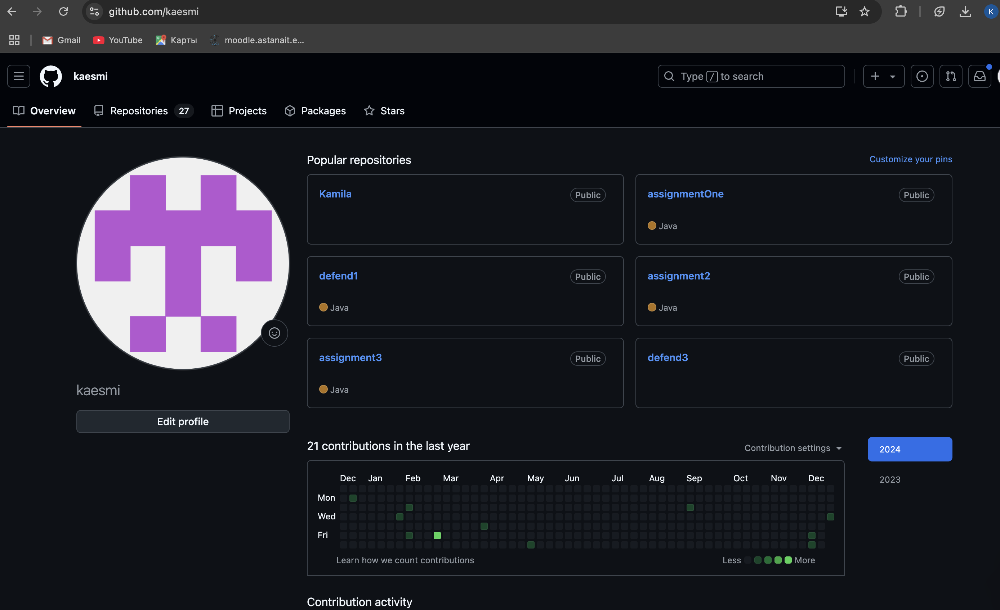 github.com/kaesmi
K
Gmail YouTube Карты moodle.astanait.e...
kaesmi
Type / to search
Overview Repositories 27 Projects Packages Stars
Popular repositories
Customize your pins
Kamila Public
assignmentOne Public
Java
defend1 Public
Java
assignment2 Public
Java
assignment3 Public
Java
defend3 Public
kaesmi
Edit profile
21 contributions in the last year
Contribution settings
2024
2023
Dec Jan Feb Mar Apr May Jun Jul Aug Sep Oct Nov Dec
Mon
Wed
Fri
Learn how we count contributions
Less More
Contribution activity